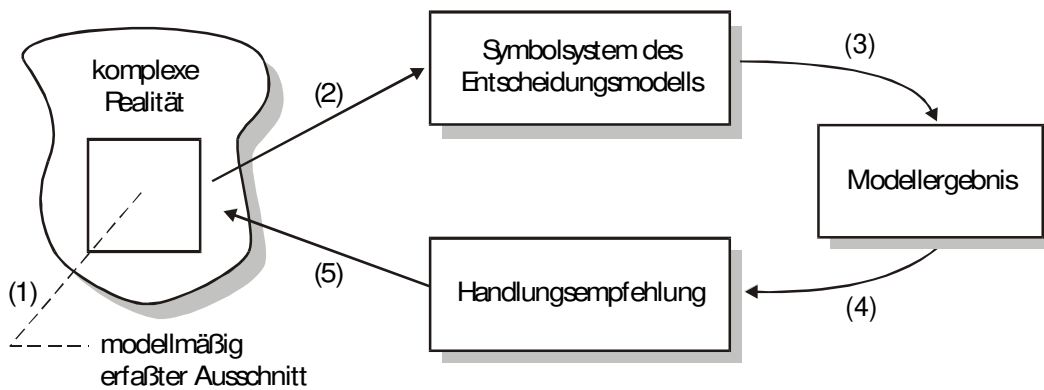 komplexe
Realität
(1)
modellmäßig
erfaßter Ausschnitt
(2)
Symbolsystem des
Entscheidungsmodells
(3)
Modellergebnis
(4)
Handlungsempfehlung
(5)